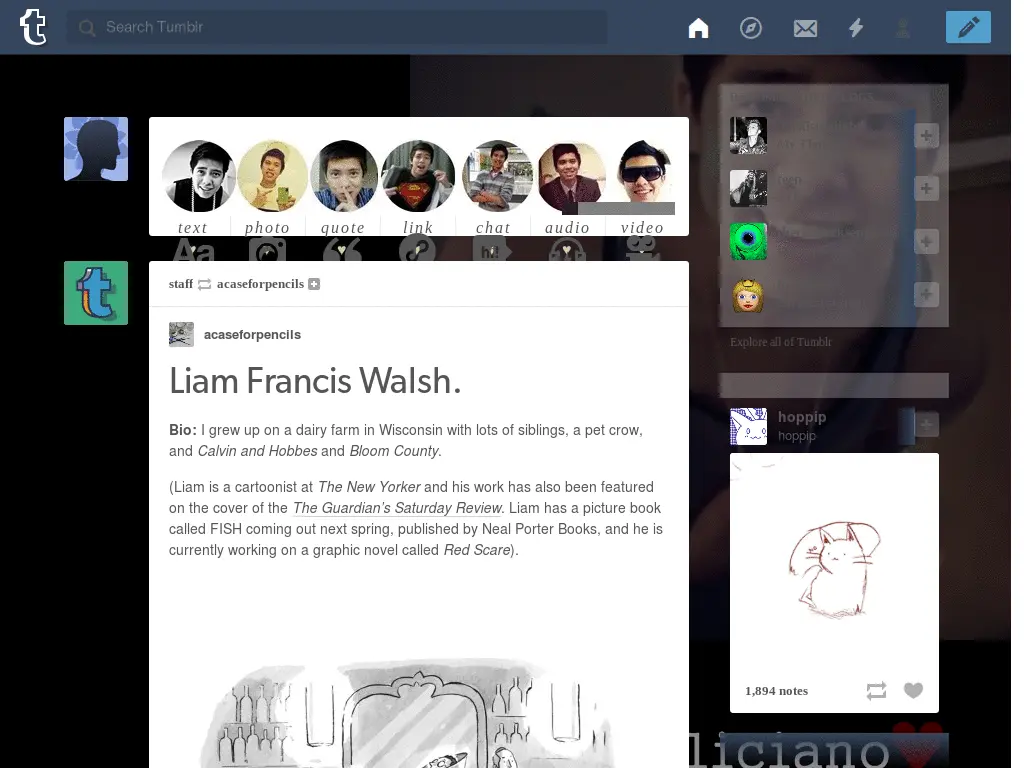 t
Search Tumblr
text photo quote link chat audio video
Aa hi!
staff acaseforpencils
acaseforpencils
Liam Francis Walsh.
Bio: I grew up on a dairy farm in Wisconsin with lots of siblings, a pet crow,
and Calvin and Hobbes and Bloom County.
(Liam is a cartoonist at The New Yorker and his work has also been featured
on the cover of the The Guardian’s Saturday Review. Liam has a picture book
called FISH coming out next spring, published by Neal Porter Books, and he is
currently working on a graphic novel called Red Scare).
Explore all of Tumblr
hoppip
hoppip
1,894 notes
liciano